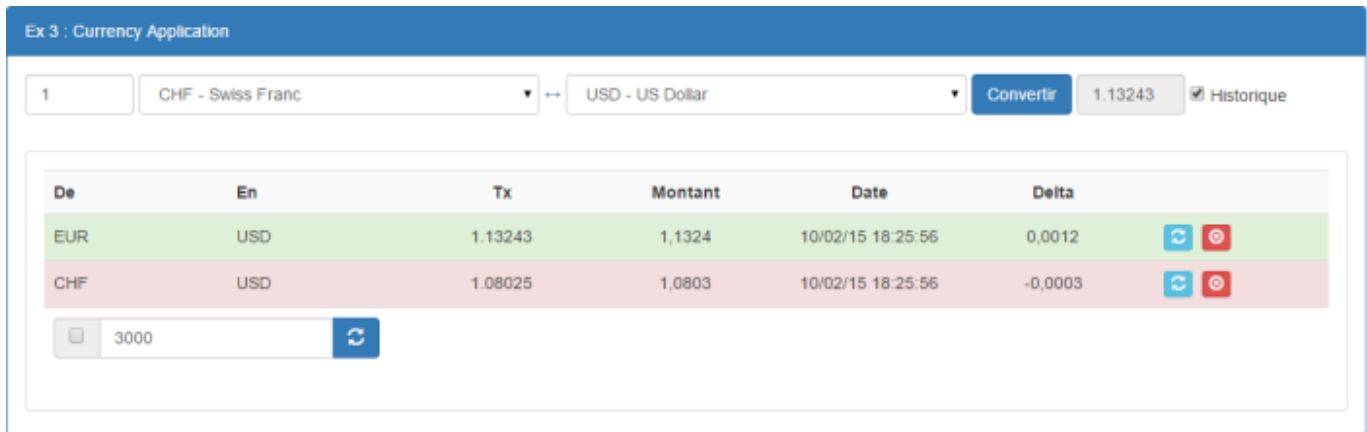 Ex 3 : Currency Application
1 CHF - Swiss Franc ↔ USD - US Dollar Convertir 1.13243 Historique
De En Tx Montant Date Delta
EUR USD 1.13243 1,1324 10/02/15 18:25:56 0,0012
CHF USD 1.08025 1,0803 10/02/15 18:25:56 -0,0003
3000